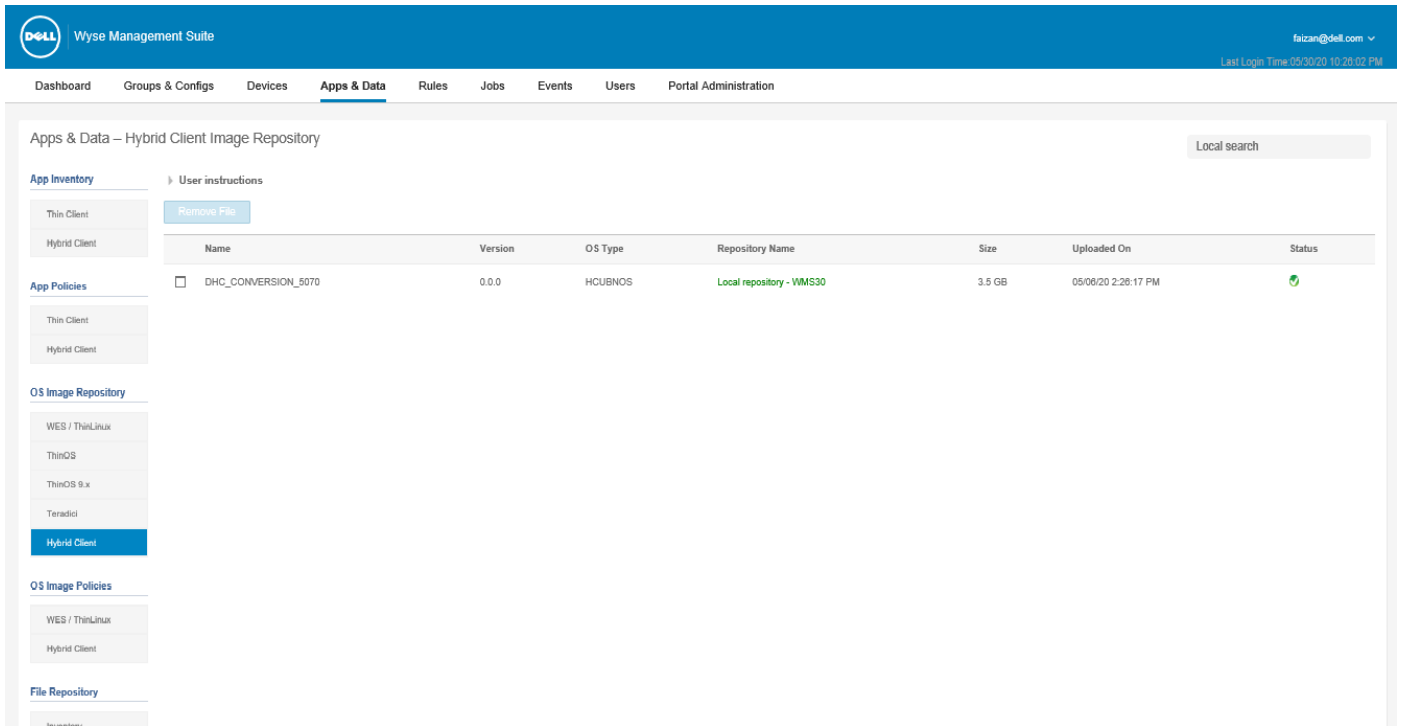 DELL Wyse Management Suite
faizan@dell.com
Last Login Time:05/30/20 10:26:02 PM
Dashboard Groups & Configs Devices Apps & Data Rules Jobs Events Users Portal Administration
Apps & Data – Hybrid Client Image Repository
Local search
App Inventory
User instructions
Thin Client
Remove File
Hybrid Client
Name Version OS Type Repository Name Size Uploaded On Status
DHC_CONVERSION_5070 0.0.0 HCUBNOS Local repository - WMS30 3.5 GB 05/06/20 2:26:17 PM
App Policies
Thin Client
Hybrid Client
OS Image Repository
WES / ThinLinux
ThinOS
ThinOS 9.x
Teradici
Hybrid Client
OS Image Policies
WES / ThinLinux
Hybrid Client
File Repository
Inventory